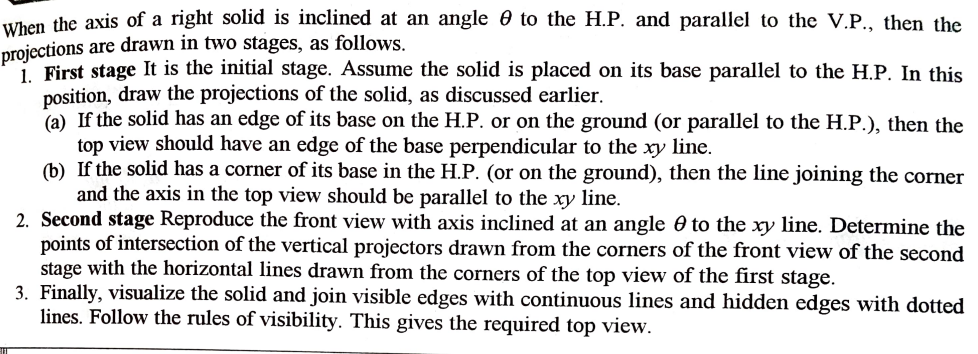 When the axis of a right solid is inclined at an angle θ to the H.P. and parallel to the V.P., then the
projections are drawn in two stages, as follows.
1. First stage It is the initial stage. Assume the solid is placed on its base parallel to the H.P. In this
position, draw the projections of the solid, as discussed earlier.
(a) If the solid has an edge of its base on the H.P. or on the ground (or parallel to the H.P.), then the
top view should have an edge of the base perpendicular to the xy line.
(b) If the solid has a corner of its base in the H.P. (or on the ground), then the line joining the corner
and the axis in the top view should be parallel to the xy line.
2. Second stage Reproduce the front view with axis inclined at an angle θ to the xy line. Determine the
points of intersection of the vertical projectors drawn from the corners of the front view of the second
stage with the horizontal lines drawn from the corners of the top view of the first stage.
3. Finally, visualize the solid and join visible edges with continuous lines and hidden edges with dotted
lines. Follow the rules of visibility. This gives the required top view.